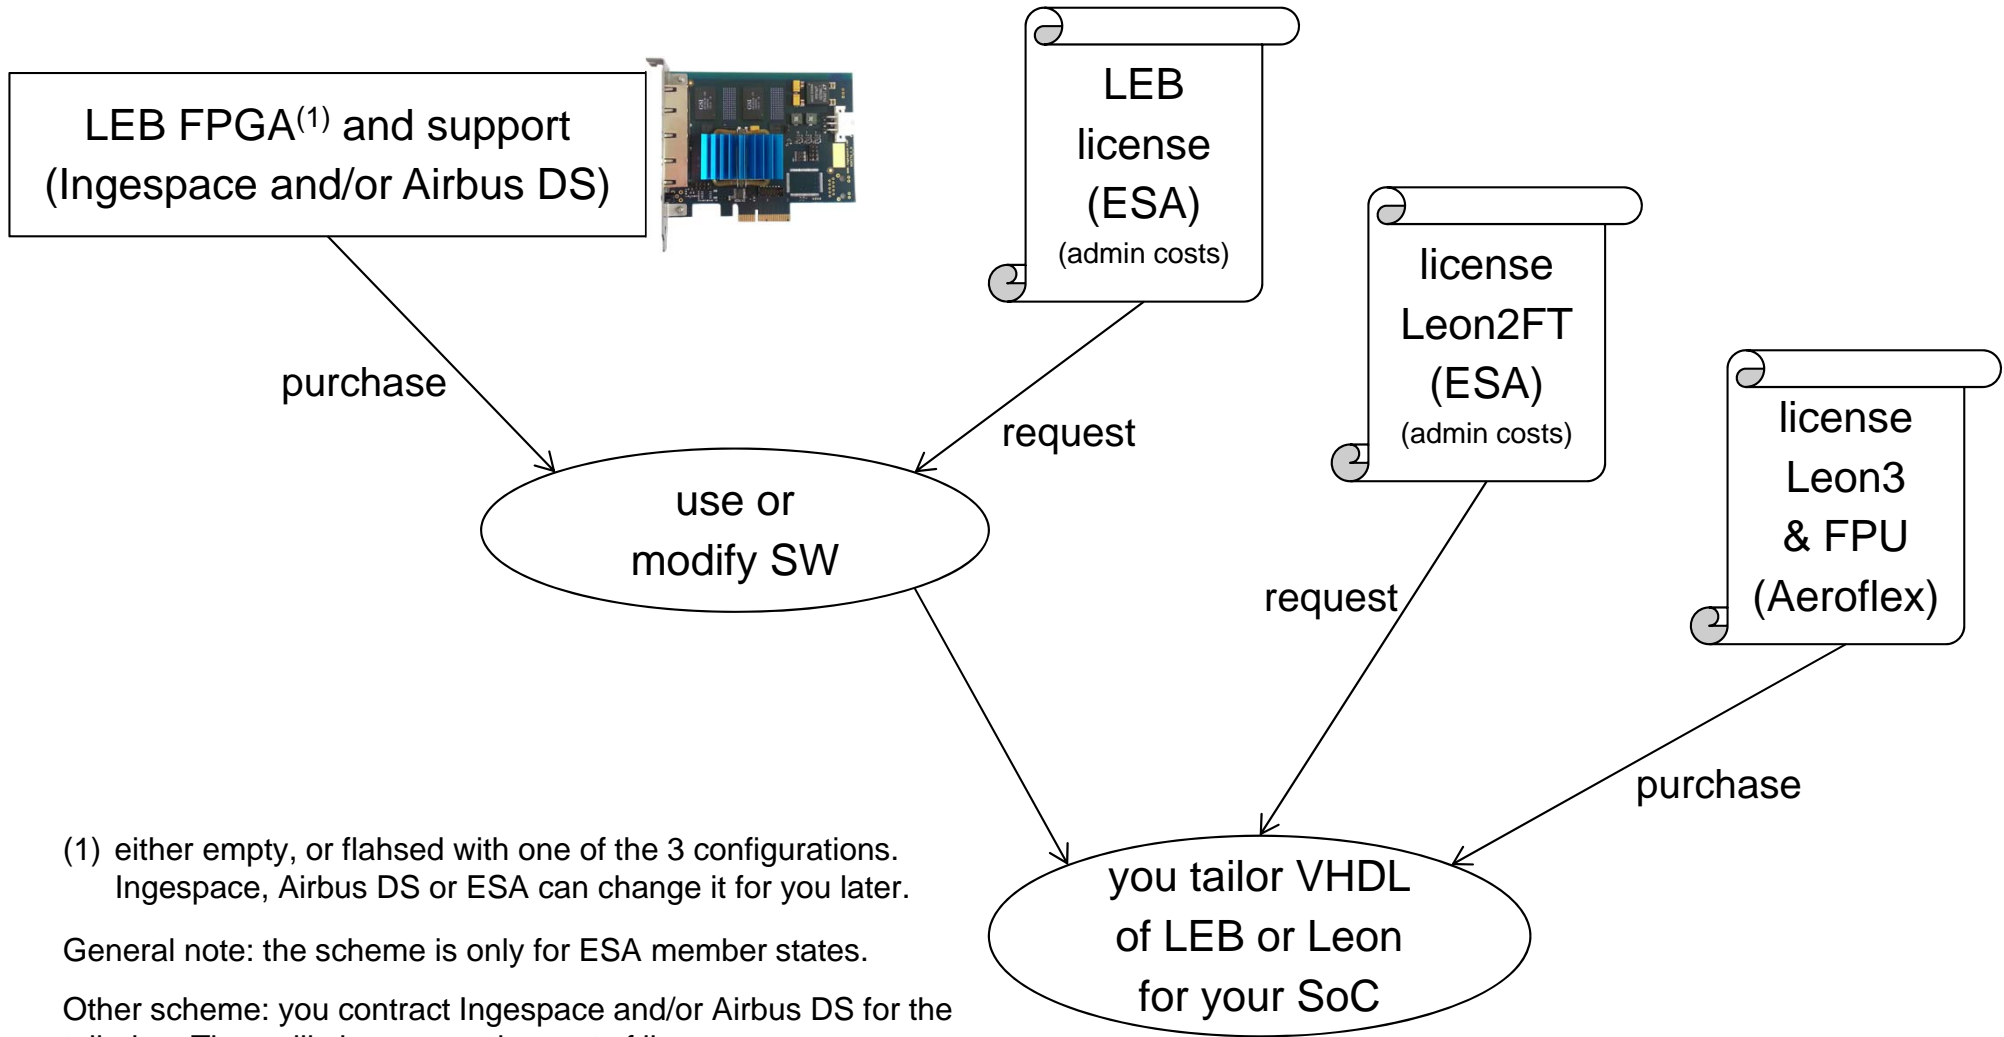 LEB FPGA(1) and support
(Ingespace and/or Airbus DS)
LEB
license
(ESA)
(admin costs)
license
Leon2FT
(ESA)
(admin costs)
license
Leon3
& FPU
(Aeroflex)
purchase
request
use or
modify SW
request
purchase
(1) either empty, or flahsed with one of the 3 configurations.
Ingespace, Airbus DS or ESA can change it for you later.
General note: the scheme is only for ESA member states.
Other scheme: you contract Ingespace and/or Airbus DS for the
you tailor VHDL
of LEB or Leon
for your SoC